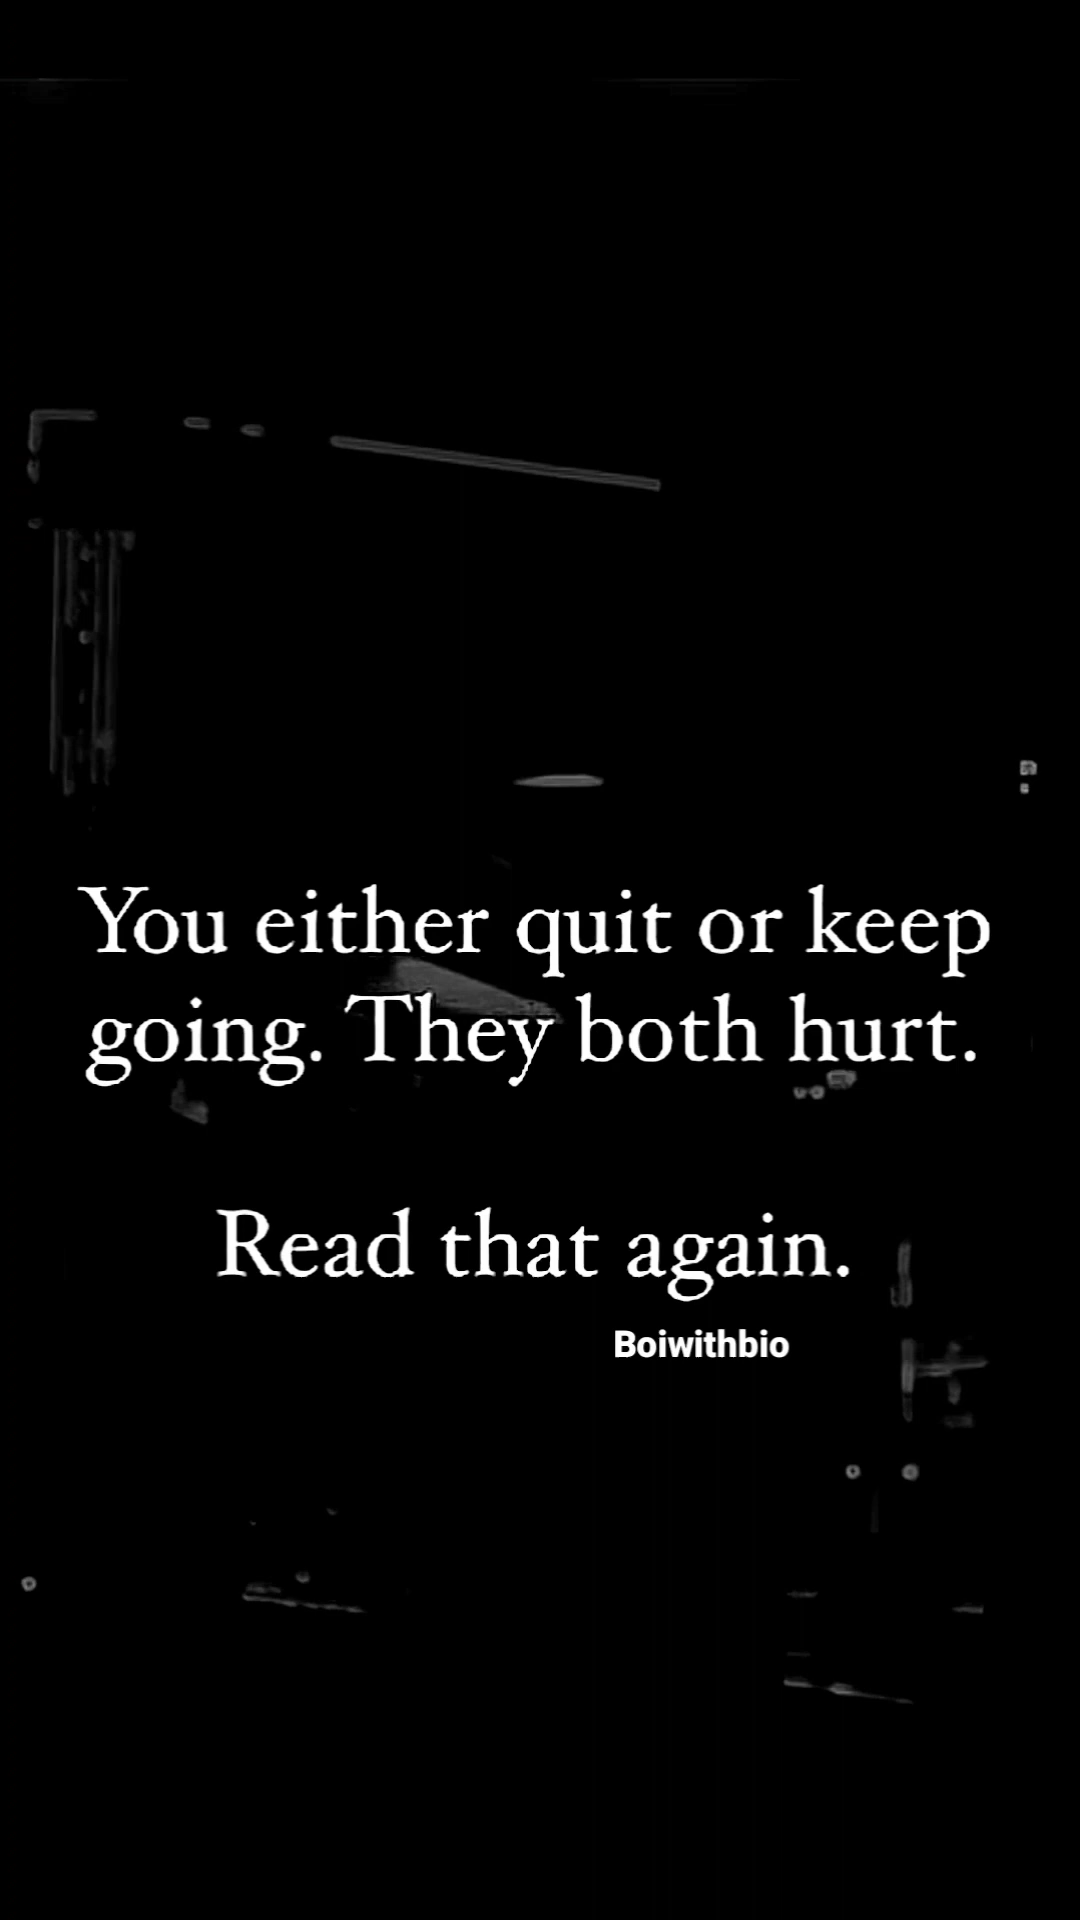 You either quit or keep
going. They both hurt.
Read that again.
Boiwithbio